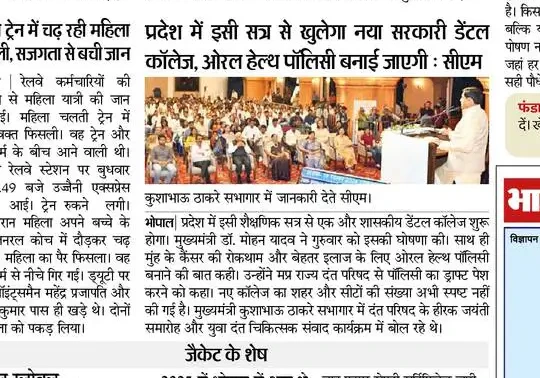 ट्रेन में चढ़ रही महिला
सजगता से बची जान
रेलवे कर्मचारियों की
से महिला यात्री की जान
महिला चलती ट्रेन में
फिसली। वह ट्रेन और
के बीच आने वाली थी।
रेलवे स्टेशन पर बुधवार
बजे उज्जैनी एक्सप्रेस
आई। ट्रेन रुकने लगी।
महिला अपने बच्चे के
कोच में दौड़कर चढ़
महिला का पैर फिसला। वह
से नीचे गिर गई। ड्यूटी पर
महेंद्र प्रजापति और
कुमार पास ही खड़े थे। दोनों
को पकड़ लिया।
प्रदेश में इसी सत्र से खुलेगा नया सरकारी डेंटल
कॉलेज, ओरल हेल्थ पॉलिसी बनाई जाएगी : सीएम
कुशाभाऊ ठाकरे सभागार में जानकारी देते सीएम।
भोपाल| प्रदेश में इसी शैक्षणिक सत्र से एक और शासकीय डेंटल कॉलेज शुरू
होगा। मुख्यमंत्री डॉ. मोहन यादव ने गुरुवार को इसकी घोषणा की। साथ ही
मुंह के कैंसर की रोकथाम और बेहतर इलाज के लिए ओरल हेल्थ पॉलिसी
बनाने की बात कही। उन्होंने मप्र राज्य दंत परिषद से पॉलिसी का ड्राफ्ट पेश
करने को कहा। नए कॉलेज का शहर और सीटों की संख्या अभी स्पष्ट नहीं
की गई है। मुख्यमंत्री कुशाभाऊ ठाकरे सभागार में दंत परिषद के हीरक जयंती
समारोह और युवा दंत चिकित्सक संवाद कार्यक्रम में बोल रहे थे।
जैकेट के शेष
है। किस
बल्कि
पोषण
जहां हर
सही पौधे
फंडा
दें।
विज्ञापन